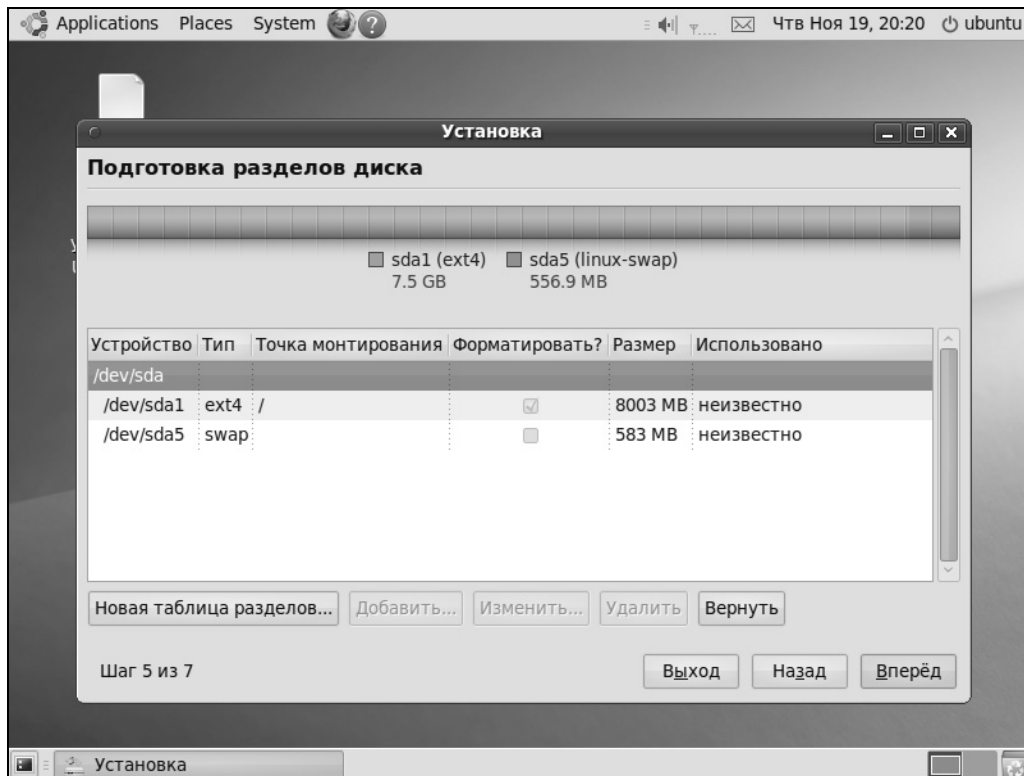 Applications Places System ? Чтв Ноя 19, 20:20 ubuntu
Установка
Подготовка разделов диска
sda1 (ext4) sda5 (linux-swap)
7.5 GB 556.9 MB
Устройство Тип Точка монтирования Форматировать? Размер Использовано
/dev/sda
/dev/sda1 ext4 / 8003 MB неизвестно
/dev/sda5 swap 583 MB неизвестно
Новая таблица разделов... Добавить... Изменить... Удалить Вернуть
Шаг 5 из 7 Выход Назад Вперёд
Установка